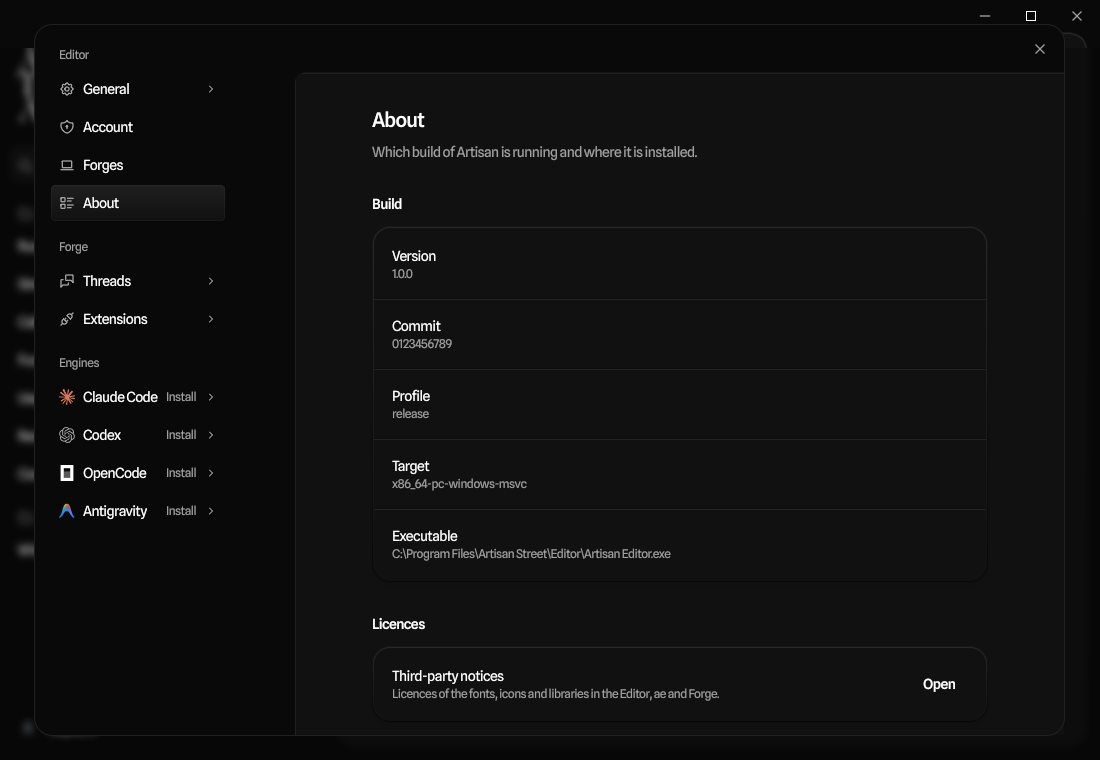 Editor
General
Account
Forges
About
Forge
Threads
Extensions
Engines
Claude Code Install
Codex Install
OpenCode Install
Antigravity Install
About
Which build of Artisan is running and where it is installed.
Build
Version
1.0.0
Commit
0123456789
Profile
release
Target
x86_64-pc-windows-msvc
Executable
C:\Program Files\Artisan Street\Editor\Artisan Editor.exe
Licences
Third-party notices
Licences of the fonts, icons and libraries in the Editor, ae and Forge.
Open